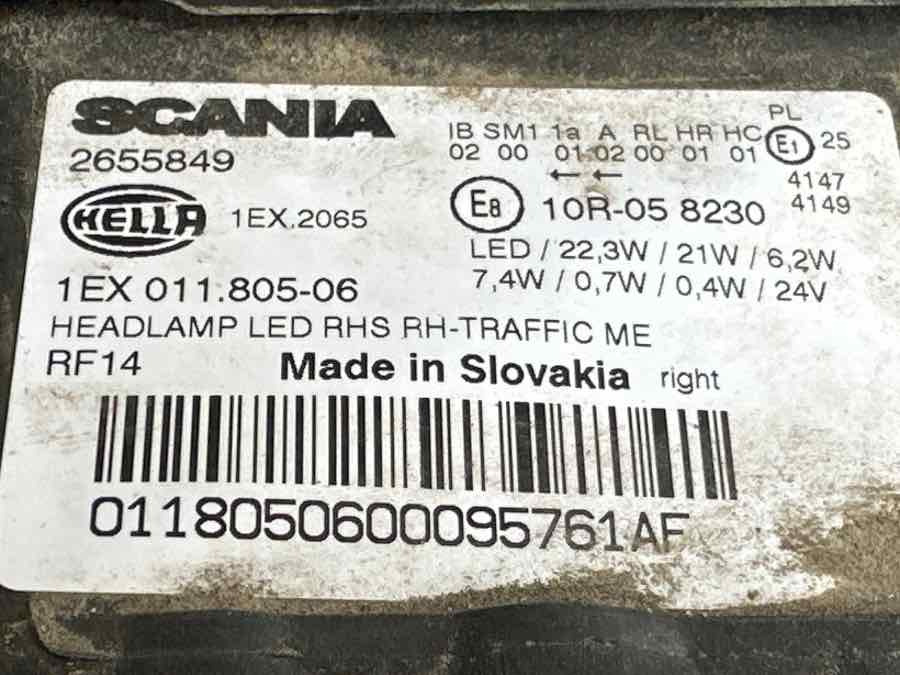 SCANIA
2655849
HELLA 1EX.2065
1EX 011.805-06
HEADLAMP LED RHS RH-TRAFFIC ME
RF14 Made in Slovakia right
IB SM1 1a A RL HR HC PL
02 00 01 02 00 01 01 E1 25
← ← 4147
E8 10R-05 8230 4149
LED / 22,3W / 21W / 6,2W
7,4W / 0,7W / 0,4W / 24V
0118050600095761AF